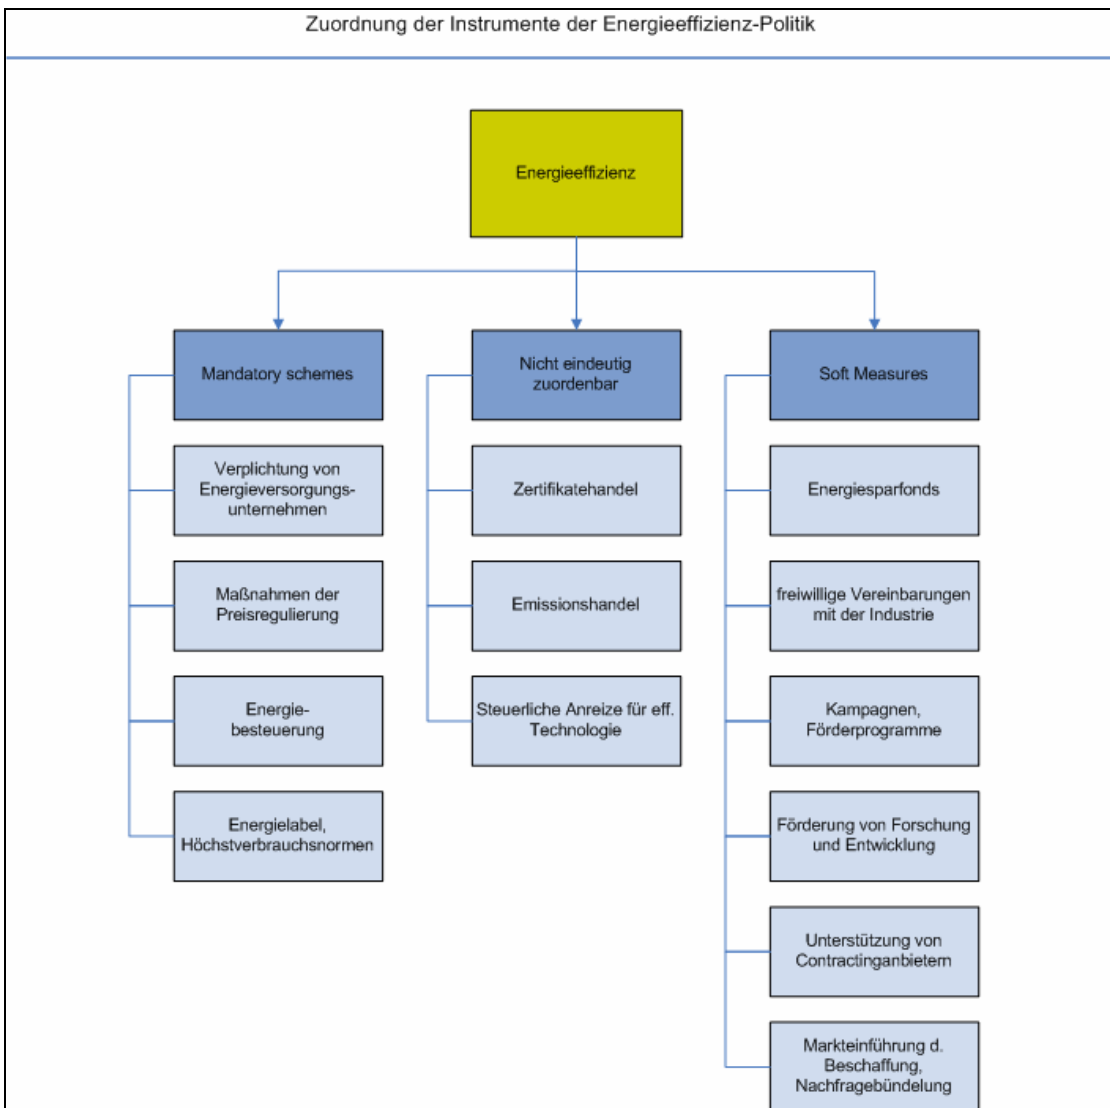 Zuordnung der Instrumente der Energieeffizienz-Politik
Energieeffizienz
Mandatory schemes
Verplichtung von
Energieversorgungs-
unternehmen
Maßnahmen der
Preisregulierung
Energie-
besteuerung
Energielabel,
Höchstverbrauchsnormen
Nicht eindeutig
zuordenbar
Zertifikatehandel
Emissionshandel
Steuerliche Anreize für eff.
Technologie
Soft Measures
Energiesparfonds
freiwillige Vereinbarungen
mit der Industrie
Kampagnen,
Förderprogramme
Förderung von Forschung
und Entwicklung
Unterstützung von
Contractinganbietern
Markteinführung d.
Beschaffung,
Nachfragebündelung